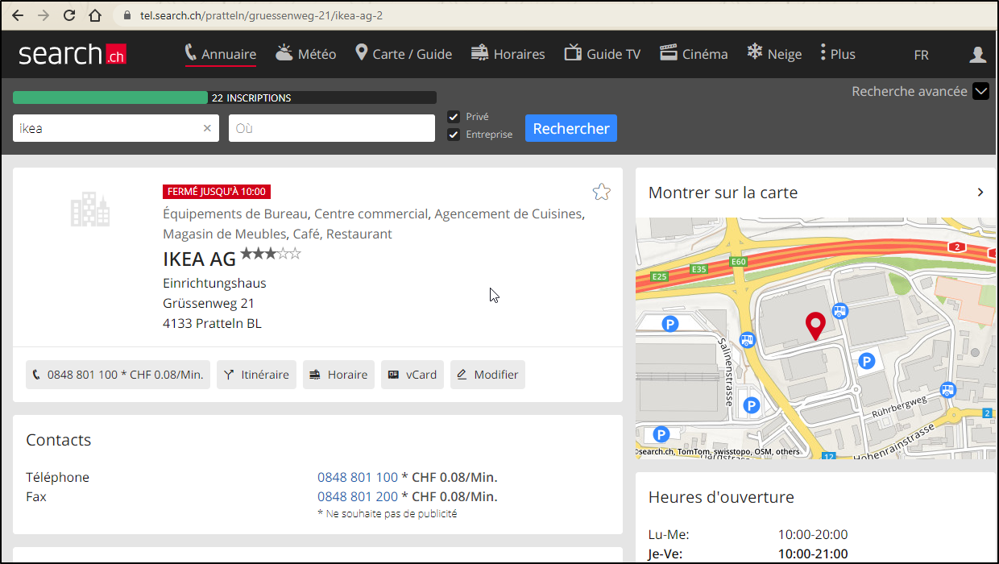 tel.search.ch/pratteln/gruessenweg-21/ikea-ag-2
search.ch
Annuaire
Météo
Carte / Guide
Horaires
Guide TV
Cinéma
Neige
Plus
FR
Recherche avancée
22 INSCRIPTIONS
ikea
Où
Privé
Entreprise
Rechercher
FERMÉ JUSQU'À 10:00
Équipements de Bureau, Centre commercial, Agencement de Cuisines,
Magasin de Meubles, Café, Restaurant
IKEA AG
Einrichtungshaus
Grüssenweg 21
4133 Pratteln BL
0848 801 100 * CHF 0.08/Min.
Itinéraire
Horaire
vCard
Modifier
Contacts
Téléphone 0848 801 100 * CHF 0.08/Min.
Fax 0848 801 200 * CHF 0.08/Min.
* Ne souhaite pas de publicité
Montrer sur la carte
2
2
E60
E35
E25
P
Salinenstrasse
P
P
Rührbergweg
2
P
Hohenrainstrasse
12
©search.ch, TomTom, swisstopo, OSM, others
Heures d'ouverture
Lu-Me: 10:00-20:00
Je-Ve: 10:00-21:00